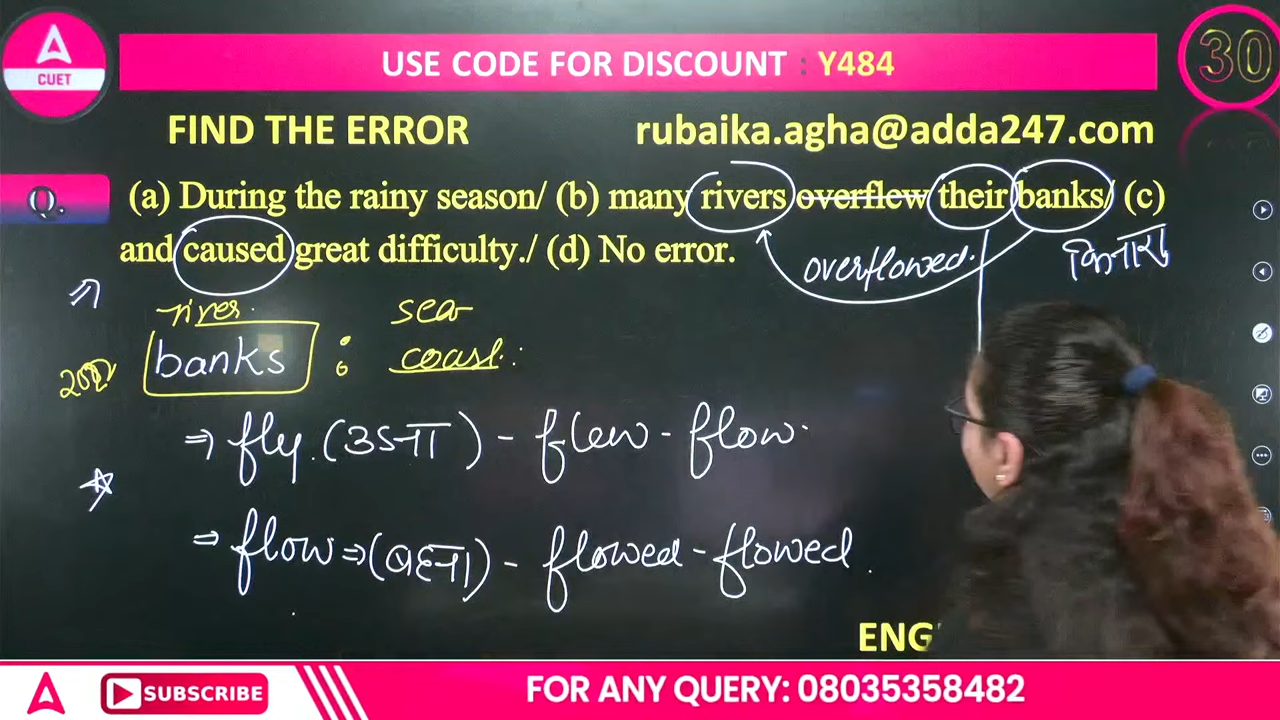 CUET
USE CODE FOR DISCOUNT : Y484
30
FIND THE ERROR
rubaika.agha@adda247.com
Q.
(a) During the rainy season/ (b) many rivers overflew their banks/ (c)
and caused great difficulty./ (d) No error.
overflowed.
river.
sea
banks : coast.
⇒ fly. (उड़ना) - flew - flow.
⇒ flow ⇒ (बहना) - flowed - flowed.
ENG
SUBSCRIBE
FOR ANY QUERY: 08035358482